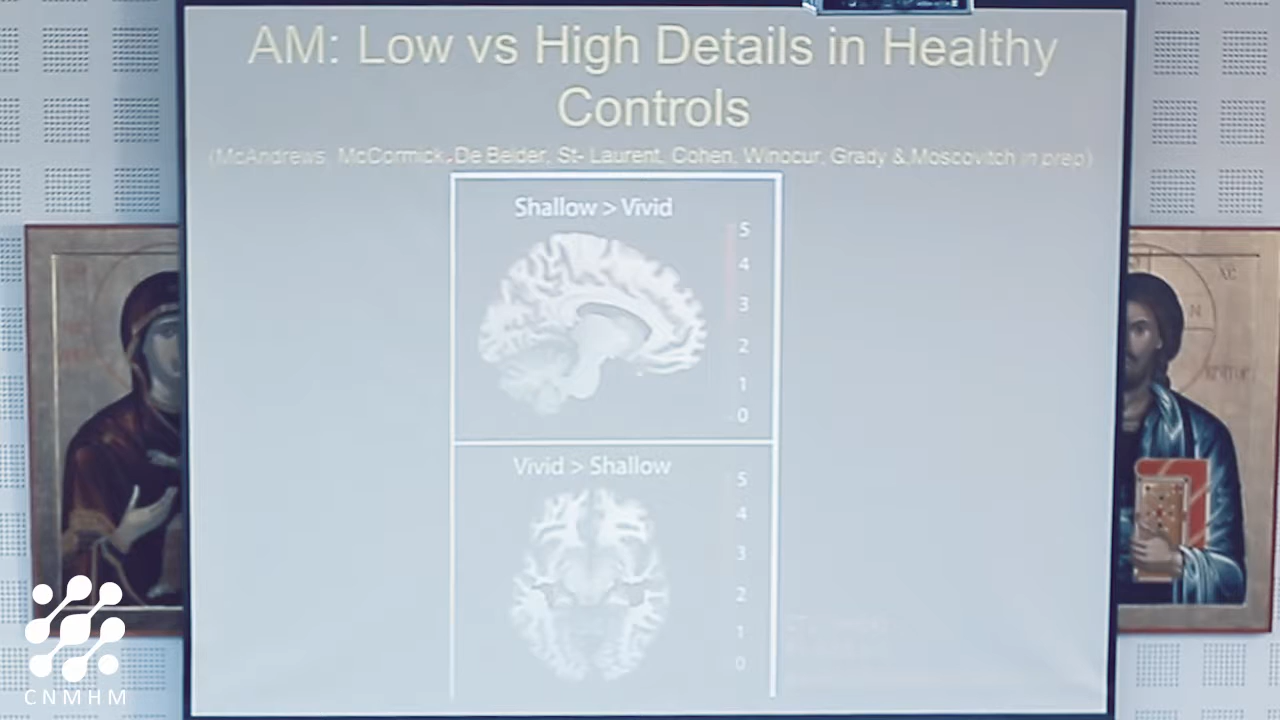 AM: Low vs High Details in Healthy
Controls
(McAndrews, McCormick, De Beider, St- Laurent, Cohen, Winocur, Grady & Moscovitch in prep)
Shallow > Vivid
5
4
3
2
1
0
Vivid > Shallow
5
4
3
2
1
0
CNMHM